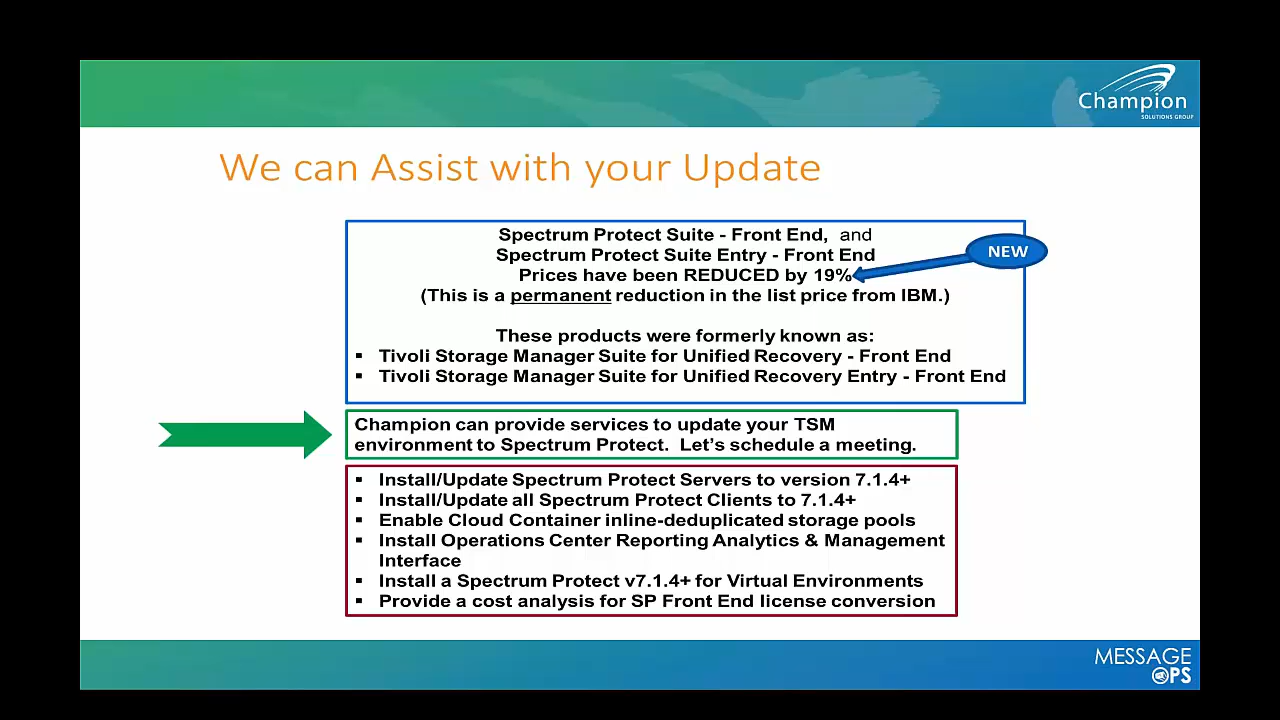 Champion
SOLUTIONS GROUP
We can Assist with your Update
Spectrum Protect Suite - Front End, and
Spectrum Protect Suite Entry - Front End
Prices have been REDUCED by 19%
NEW
(This is a permanent reduction in the list price from IBM.)
These products were formerly known as:
▪ Tivoli Storage Manager Suite for Unified Recovery - Front End
▪ Tivoli Storage Manager Suite for Unified Recovery Entry - Front End
Champion can provide services to update your TSM
environment to Spectrum Protect. Let's schedule a meeting.
▪ Install/Update Spectrum Protect Servers to version 7.1.4+
▪ Install/Update all Spectrum Protect Clients to 7.1.4+
▪ Enable Cloud Container inline-deduplicated storage pools
▪ Install Operations Center Reporting Analytics & Management
Interface
▪ Install a Spectrum Protect v7.1.4+ for Virtual Environments
▪ Provide a cost analysis for SP Front End license conversion
MESSAGE
OPS